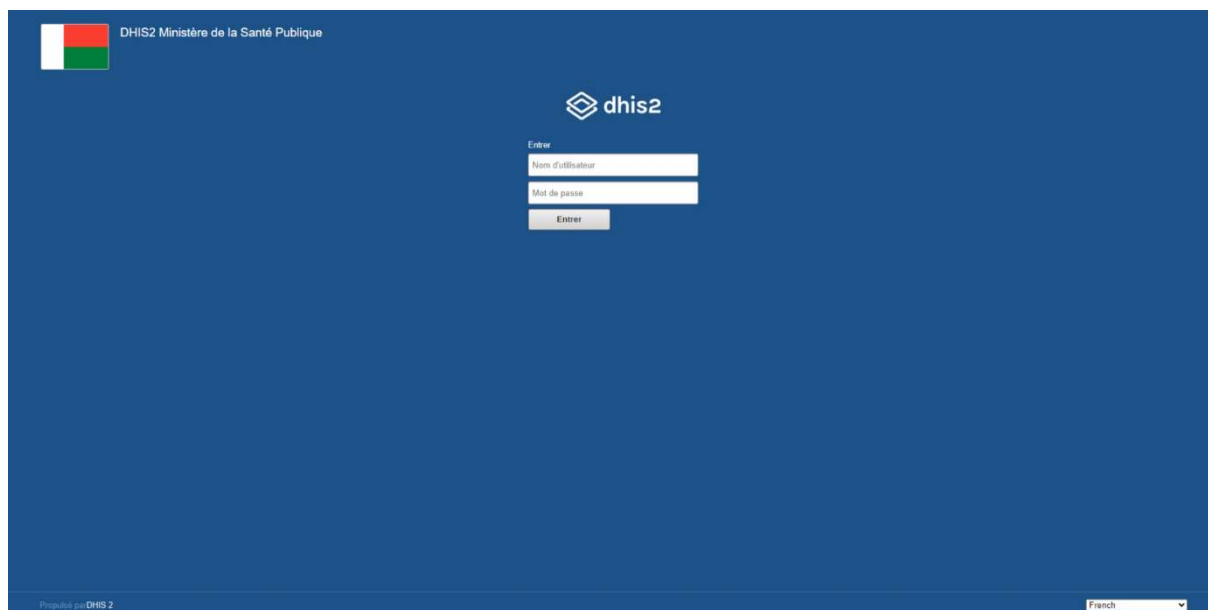 DHIS2 Ministère de la Santé Publique
dhis2
Entrer
Nom d'utilisateur
Mot de passe
Entrer
Propulsé par DHIS 2
French